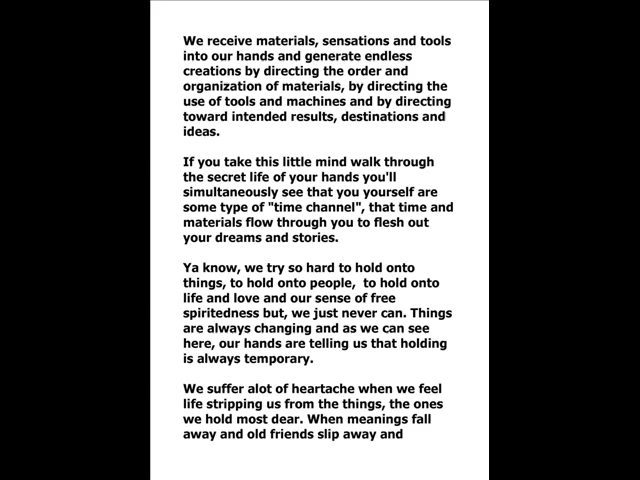 We receive materials, sensations and tools
into our hands and generate endless
creations by directing the order and
organization of materials, by directing the
use of tools and machines and by directing
toward intended results, destinations and
ideas.
If you take this little mind walk through
the secret life of your hands you'll
simultaneously see that you yourself are
some type of "time channel", that time and
materials flow through you to flesh out
your dreams and stories.
Ya know, we try so hard to hold onto
things, to hold onto people,  to hold onto
life and love and our sense of free
spiritedness but, we just never can. Things
are always changing and as we can see
here, our hands are telling us that holding
is always temporary.
We suffer alot of heartache when we feel
life stripping us from the things, the ones
we hold most dear. When meanings fall
away and old friends slip away and